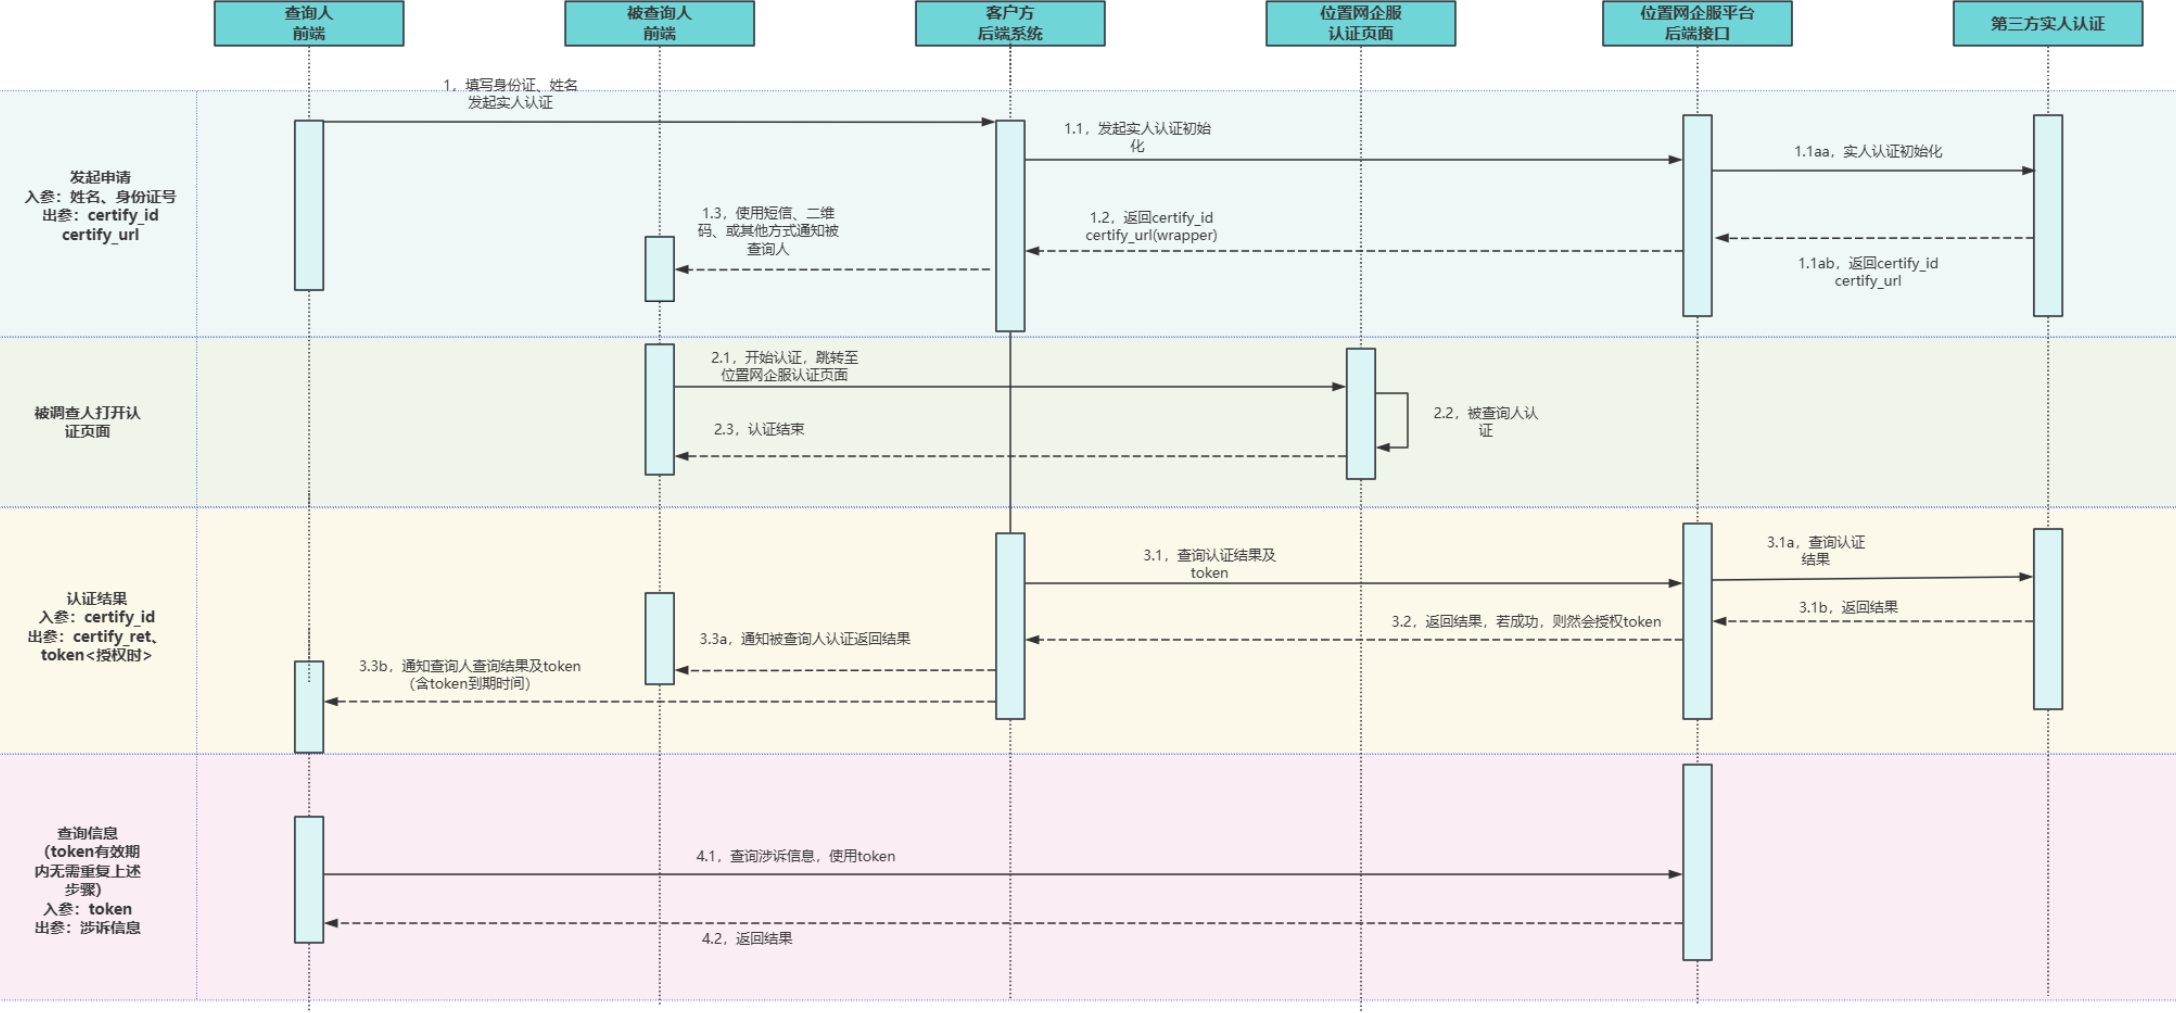 查询人
前端
被查询人
前端
客户方
后端系统
位置网企服
认证页面
位置网企服平台
后端接口
第三方实人认证
1，填写身份证、姓名
发起实人认证
1.1，发起实人认证初始
化
1.1aa，实人认证初始化
发起申请
入参：姓名、身份证号
出参：certify_id
certify_url
1.3，使用短信、二维
码、或其他方式通知被
查询人
1.2，返回certify_id
certify_url(wrapper)
1.1ab，返回certify_id
certify_url
被调查人打开认
证页面
2.1，开始认证，跳转至
位置网企服认证页面
2.2，被查询人认
证
2.3，认证结束
认证结果
入参：certify_id
出参：certify_ret、
token<授权时>
3.1，查询认证结果及
token
3.1a，查询认证
结果
3.1b，返回结果
3.2，返回结果，若成功，则然会授权token
3.3a，通知被查询人认证返回结果
3.3b，通知查询人查询结果及token
（含token到期时间）
查询信息
（token有效期
内无需重复上述
步骤）
入参：token
出参：涉诉信息
4.1，查询涉诉信息，使用token
4.2，返回结果